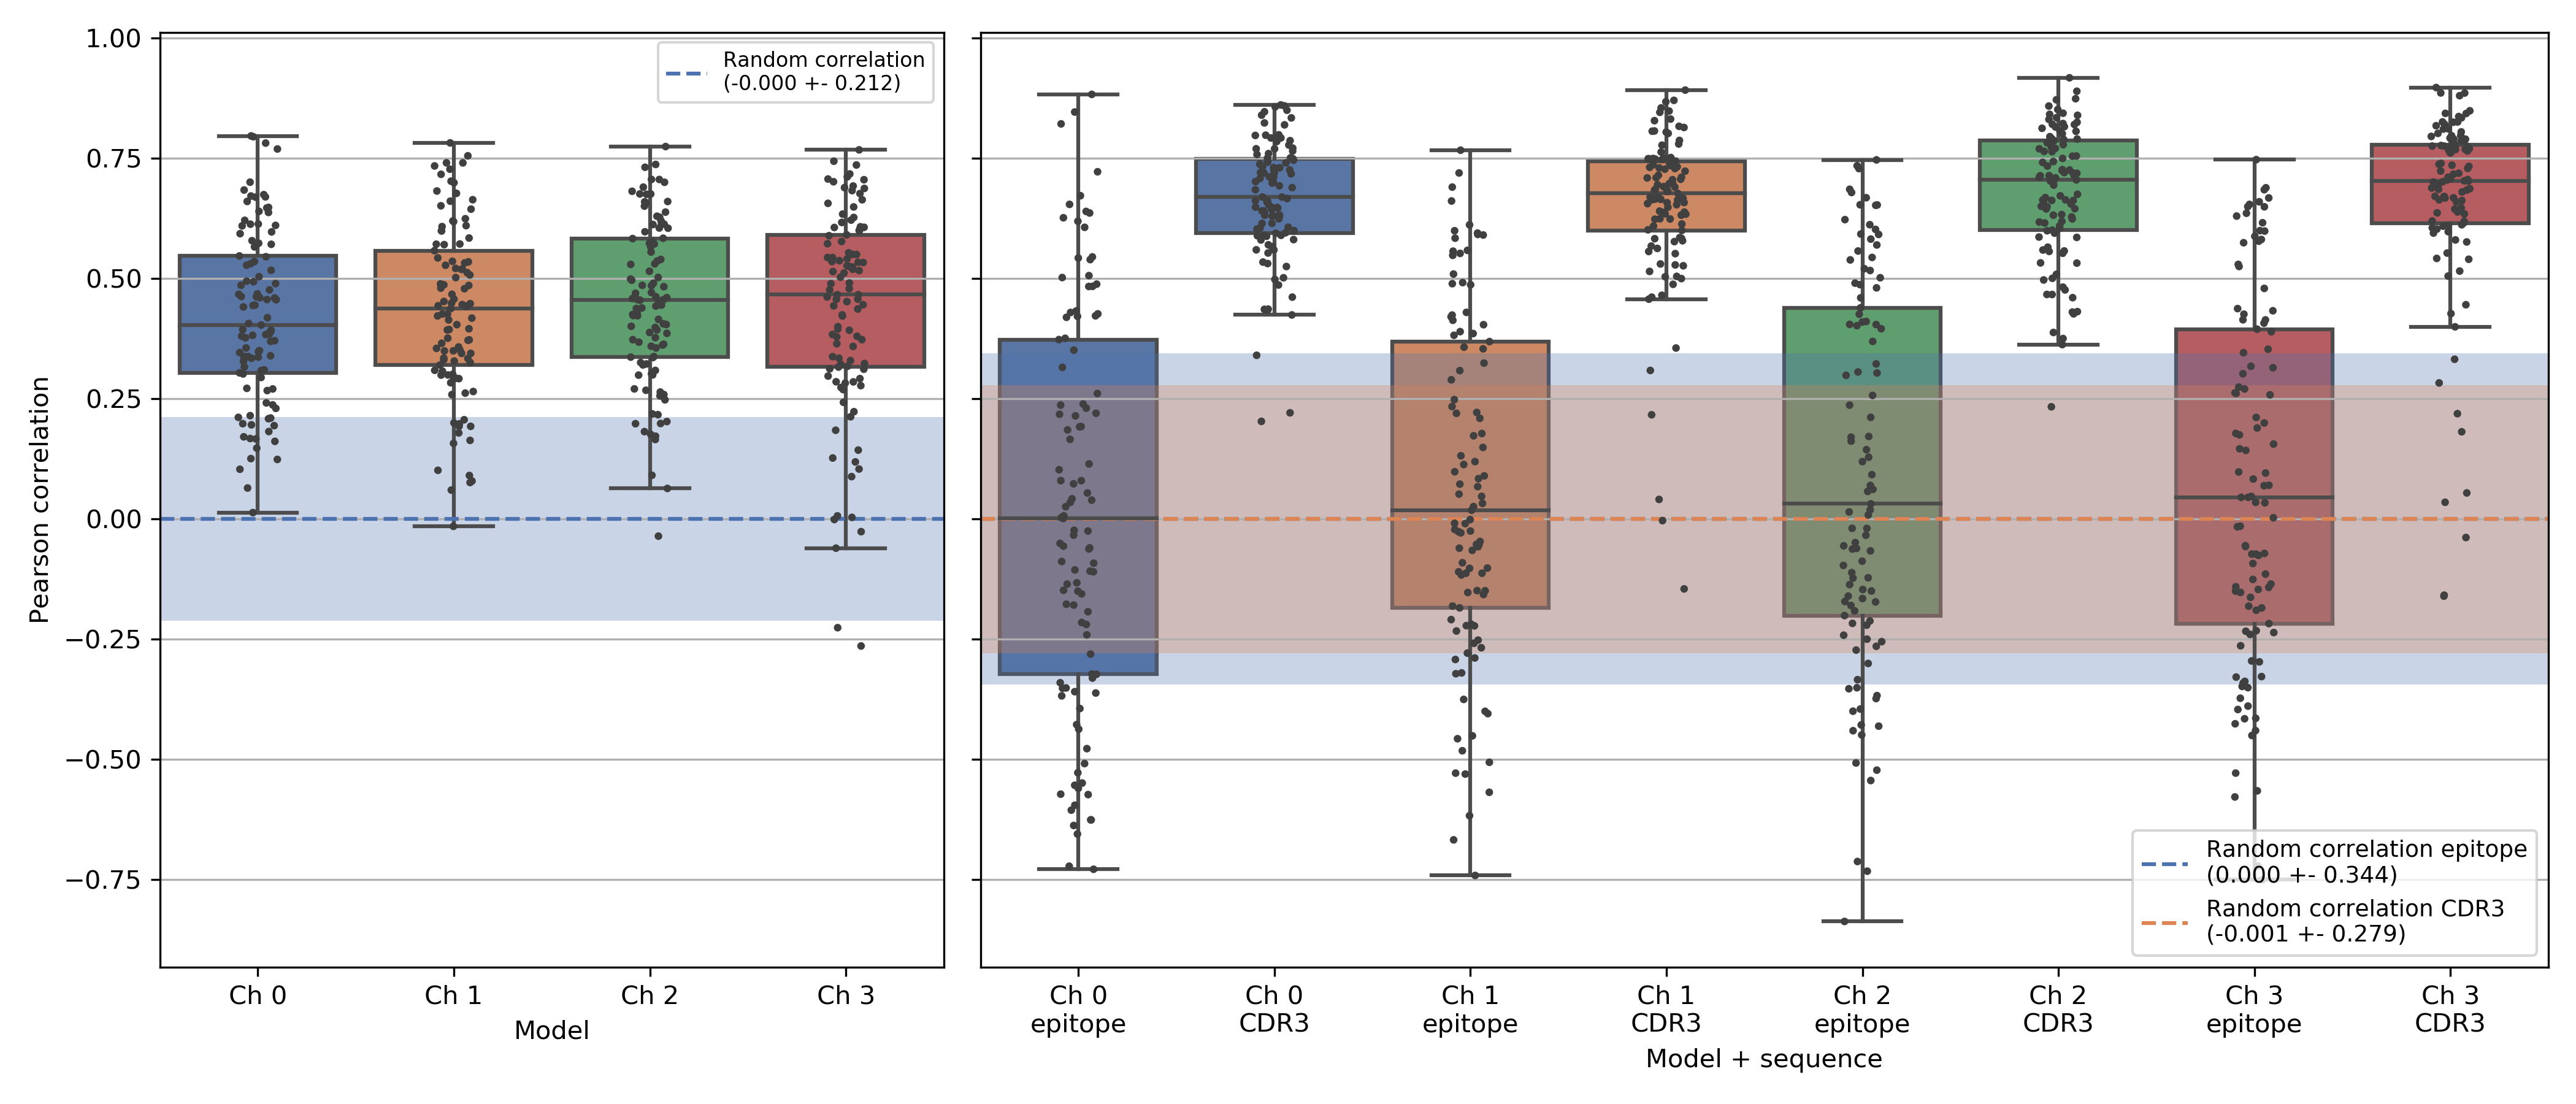 1.00
0.75
0.50
0.25
0.00
−0.25
−0.50
−0.75
Pearson correlation
Random correlation
(-0.000 +- 0.212)
Ch 0
Ch 1
Ch 2
Ch 3
Model
Random correlation epitope
(0.000 +- 0.344)
Random correlation CDR3
(-0.001 +- 0.279)
Ch 0
epitope
Ch 0
CDR3
Ch 1
epitope
Ch 1
CDR3
Ch 2
epitope
Ch 2
CDR3
Ch 3
epitope
Ch 3
CDR3
Model + sequence